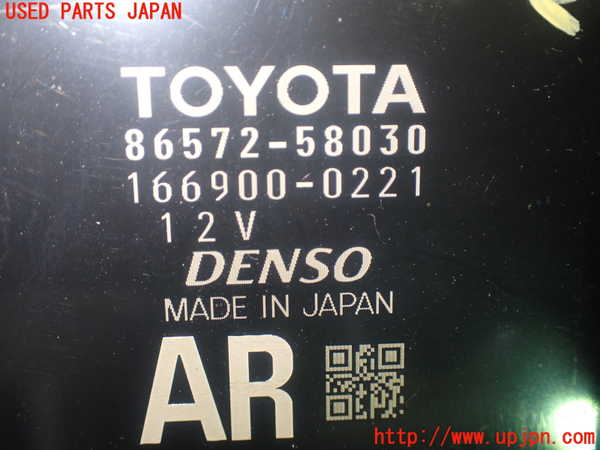 USED PARTS JAPAN
TOYOTA
86572-58030
166900-0221
12V
DENSO
MADE IN JAPAN
AR
http://www.upjpn.com/